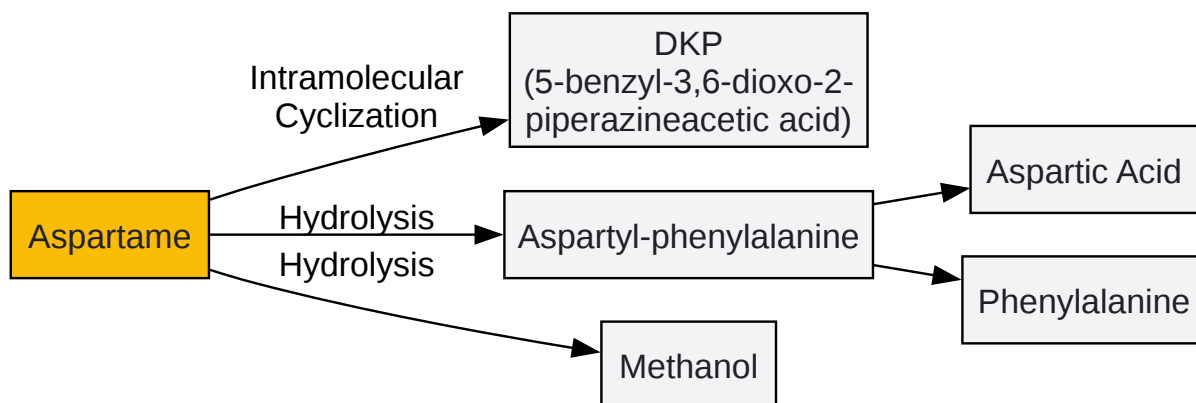 Intramolecular
Cyclization
DKP
(5-benzyl-3,6-dioxo-2-
piperazineacetic acid)
Aspartame
Hydrolysis
Hydrolysis
Aspartyl-phenylalanine
Aspartic Acid
Phenylalanine
Methanol